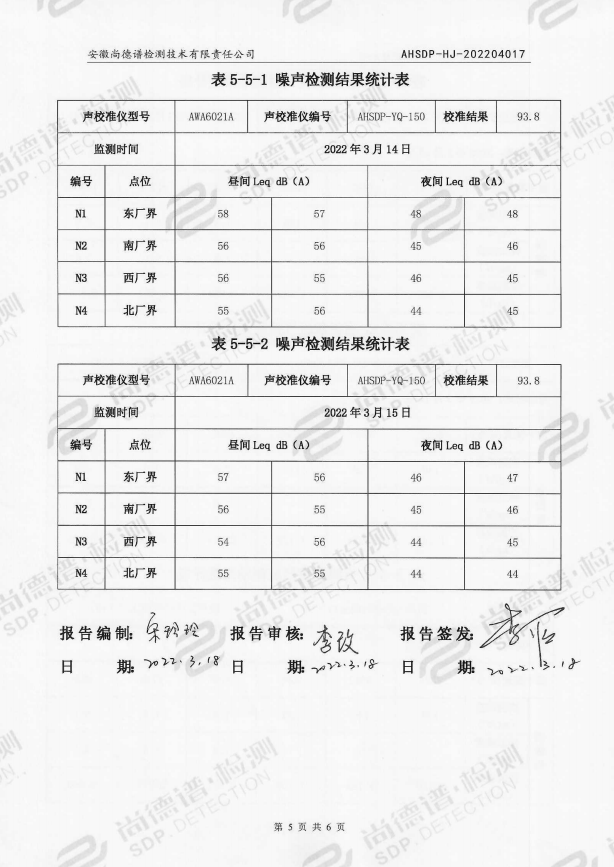 安徽尚德谱检测技术有限责任公司 AHSDP-HJ-202204017
表 5-5-1 噪声检测结果统计表
声校准仪型号 AWA6021A 声校准仪编号 AHSDP-YQ-150 校准结果 93.8
监测时间 2022 年 3 月 14 日
编号 点位 昼间 Leq dB（A） 夜间 Leq dB（A）
N1 东厂界 58 57 48 48
N2 南厂界 56 56 45 46
N3 西厂界 56 55 46 45
N4 北厂界 55 56 44 45
表 5-5-2 噪声检测结果统计表
声校准仪型号 AWA6021A 声校准仪编号 AHSDP-YQ-150 校准结果 93.8
监测时间 2022 年 3 月 15 日
编号 点位 昼间 Leq dB（A） 夜间 Leq dB（A）
N1 东厂界 57 56 46 47
N2 南厂界 56 55 45 46
N3 西厂界 54 56 44 45
N4 北厂界 55 55 44 44
报告编制: 报告审核: 李政 报告签发:
日 期: 2022.3.18 日 期: 2022.3.18 日 期: 2022.3.18
第 5 页 共 6 页
尚德谱·检测
SDP·DETECTION